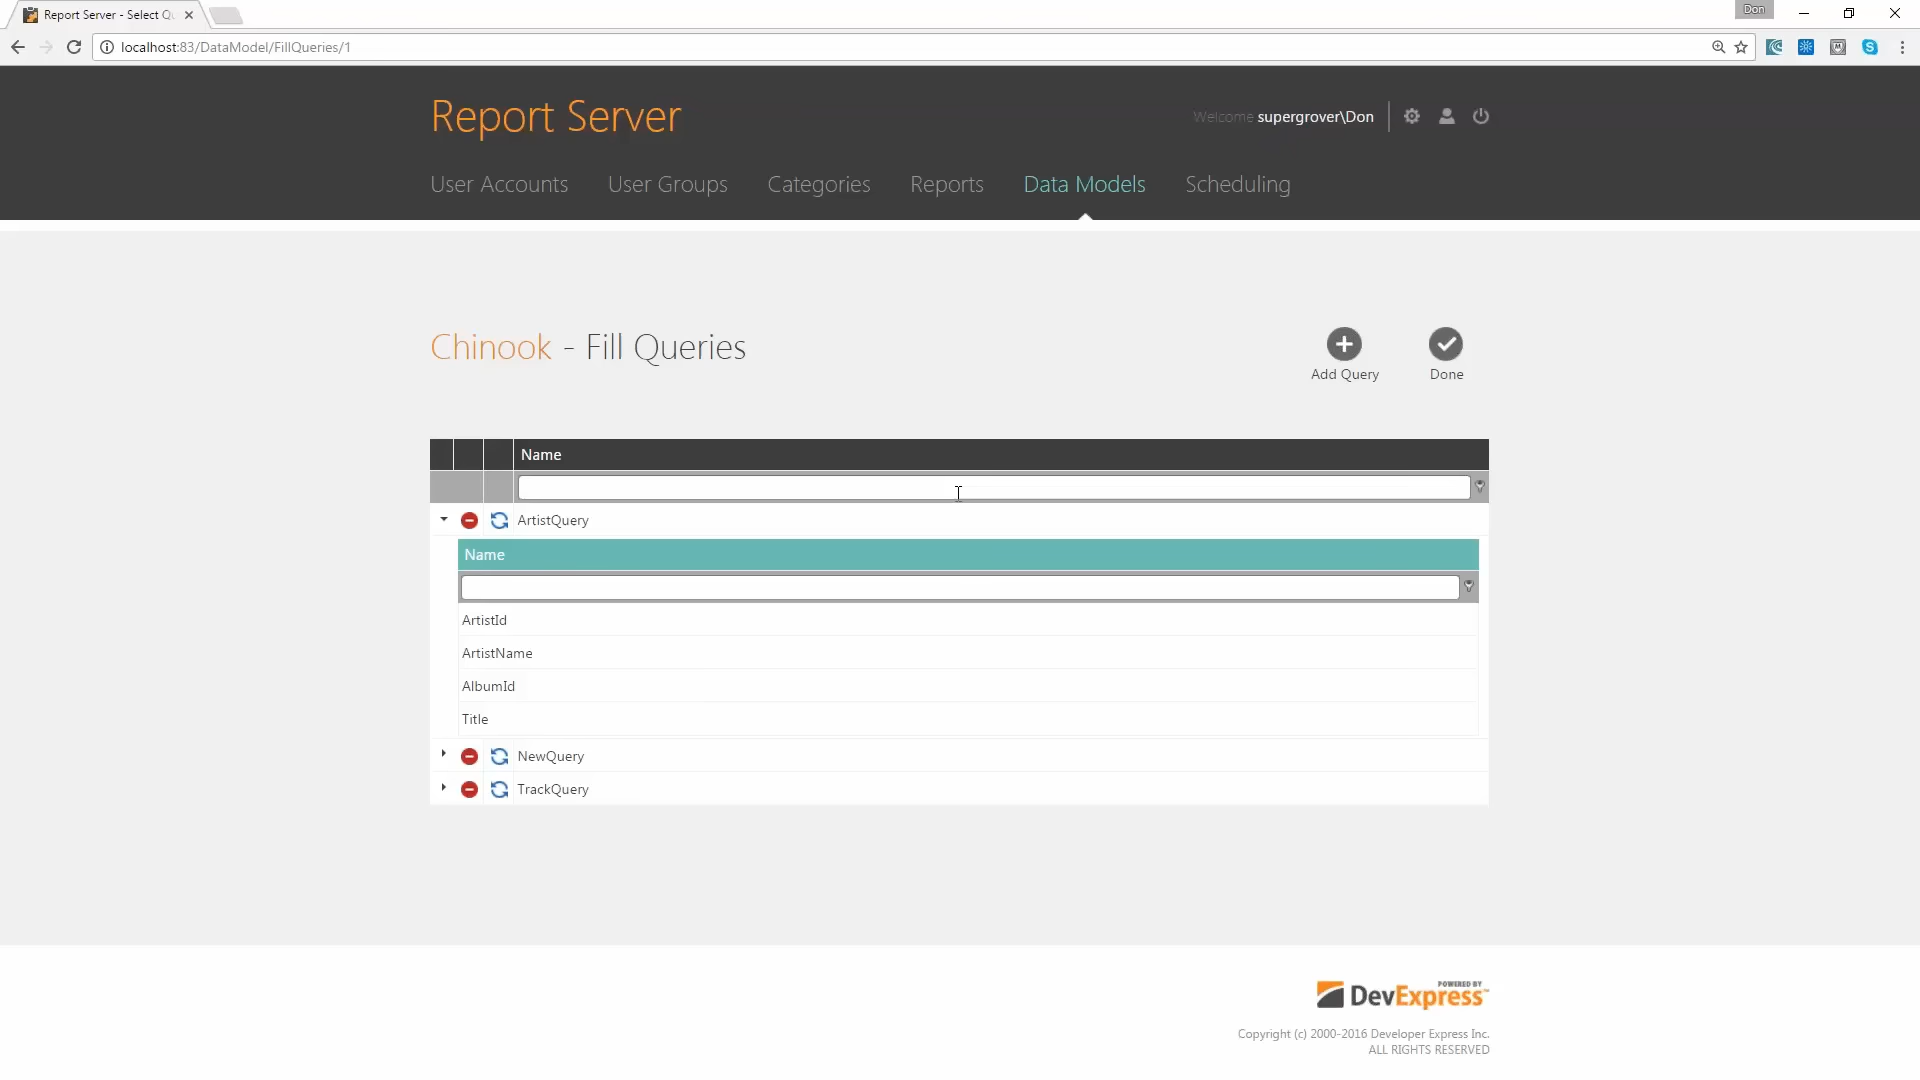 Report Server - Select Qu
Don
localhost:83/DataModel/FillQueries/1
Report Server
Welcome supergrover\Don
User Accounts
User Groups
Categories
Reports
Data Models
Scheduling
Chinook - Fill Queries
Add Query
Done
Name
ArtistQuery
Name
ArtistId
ArtistName
AlbumId
Title
NewQuery
TrackQuery
POWERED BY
DevExpress™
Copyright (c) 2000-2016 Developer Express Inc.
ALL RIGHTS RESERVED